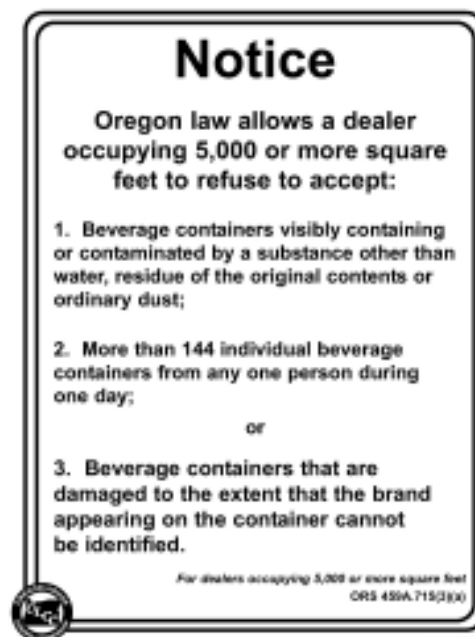 Notice
Oregon law allows a dealer
occupying 5,000 or more square
feet to refuse to accept:
1. Beverage containers visibly containing
or contaminated by a substance other than
water, residue of the original contents or
ordinary dust;
2. More than 144 individual beverage
containers from any one person during
one day;
or
3. Beverage containers that are
damaged to the extent that the brand
appearing on the container cannot
be identified.
For dealers occupying 5,000 or more square feet
ORS 459A.715(3)(a)